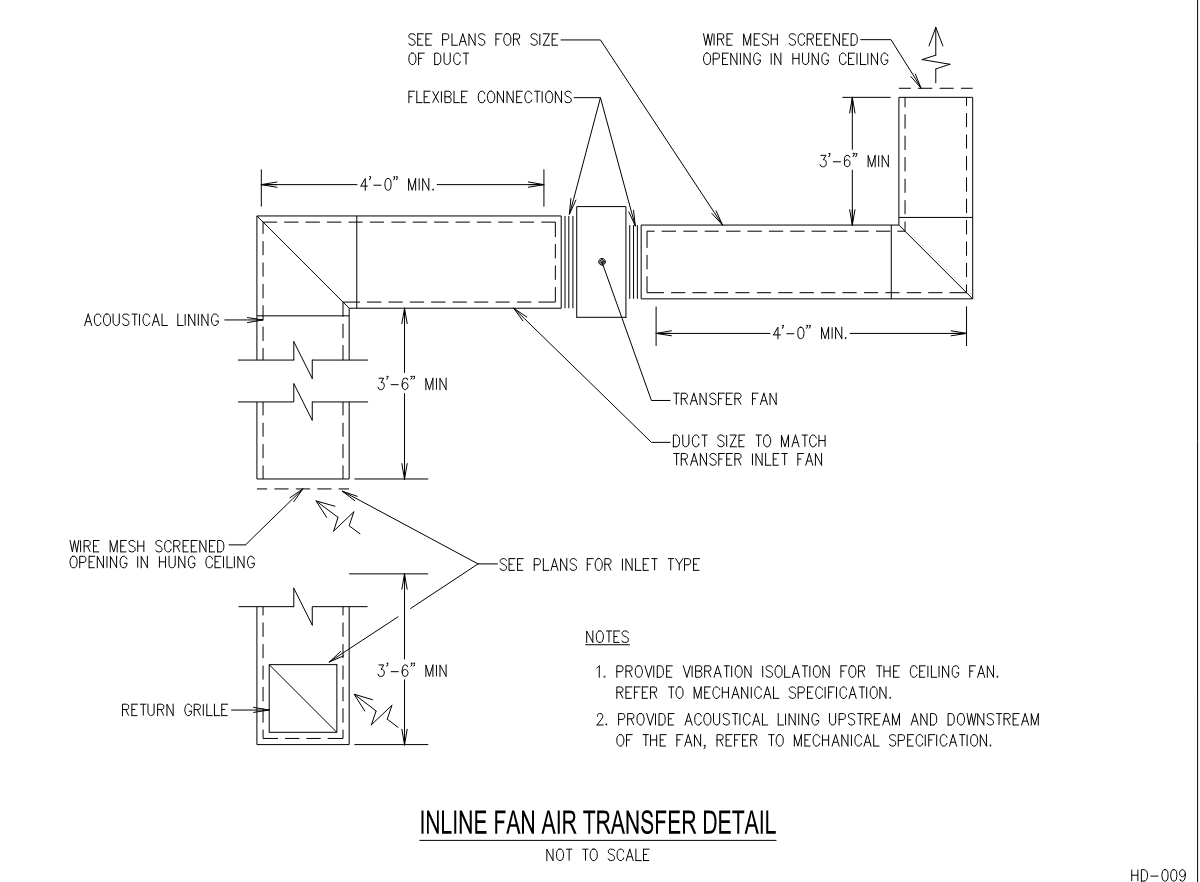 SEE PLANS FOR SIZE
OF DUCT
WIRE MESH SCREENED
OPENING IN HUNG CEILING
FLEXIBLE CONNECTIONS
3'-6" MIN
4'-0" MIN.
ACOUSTICAL LINING
4'-0" MIN.
3'-6" MIN
TRANSFER FAN
DUCT SIZE TO MATCH
TRANSFER INLET FAN
WIRE MESH SCREENED
OPENING IN HUNG CEILING
SEE PLANS FOR INLET TYPE
NOTES
1. PROVIDE VIBRATION ISOLATION FOR THE CEILING FAN.
REFER TO MECHANICAL SPECIFICATION.
2. PROVIDE ACOUSTICAL LINING UPSTREAM AND DOWNSTREAM
OF THE FAN, REFER TO MECHANICAL SPECIFICATION.
3'-6" MIN
RETURN GRILLE
INLINE FAN AIR TRANSFER DETAIL
NOT TO SCALE
HD-009